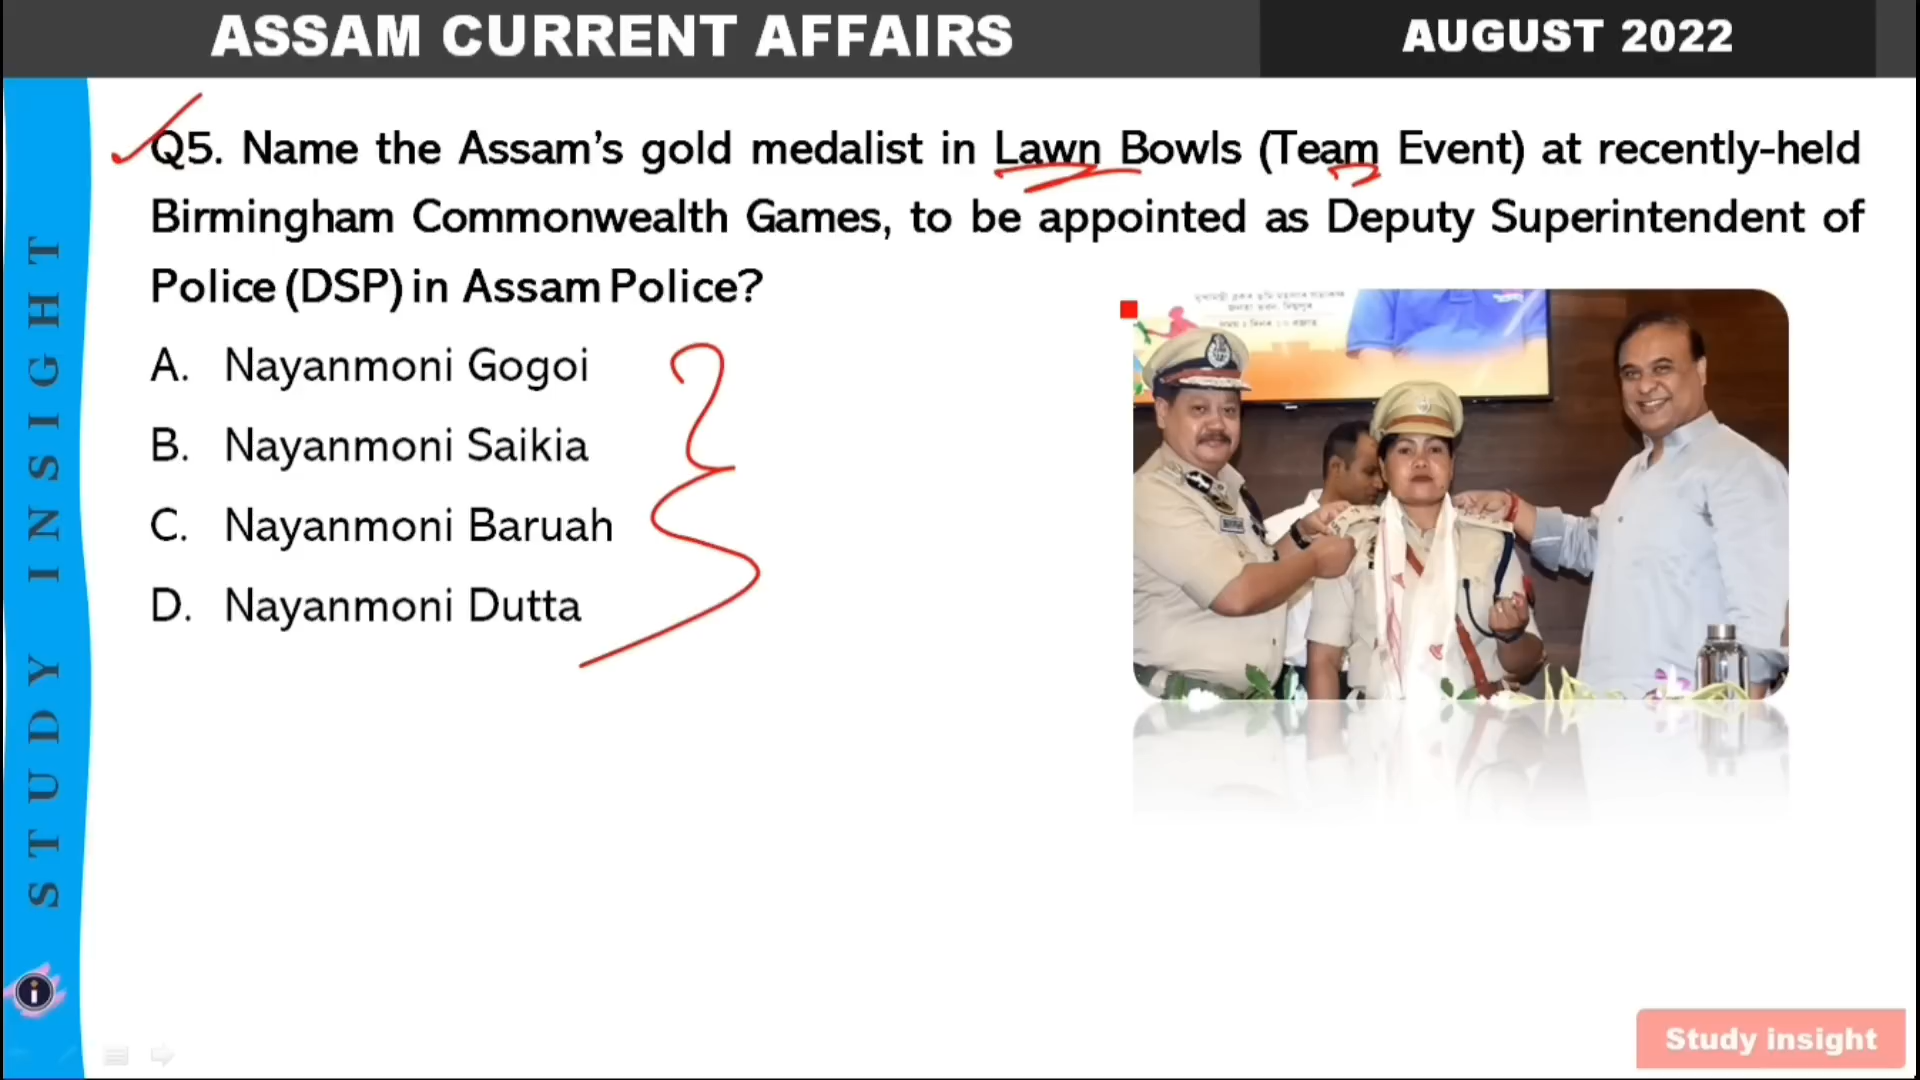 ASSAM CURRENT AFFAIRS
AUGUST 2022
Q5. Name the Assam's gold medalist in Lawn Bowls (Team Event) at recently-held
Birmingham Commonwealth Games, to be appointed as Deputy Superintendent of
Police (DSP) in Assam Police?
A. Nayanmoni Gogoi
B. Nayanmoni Saikia
C. Nayanmoni Baruah
D. Nayanmoni Dutta
STUDY INSIGHT
Study insight